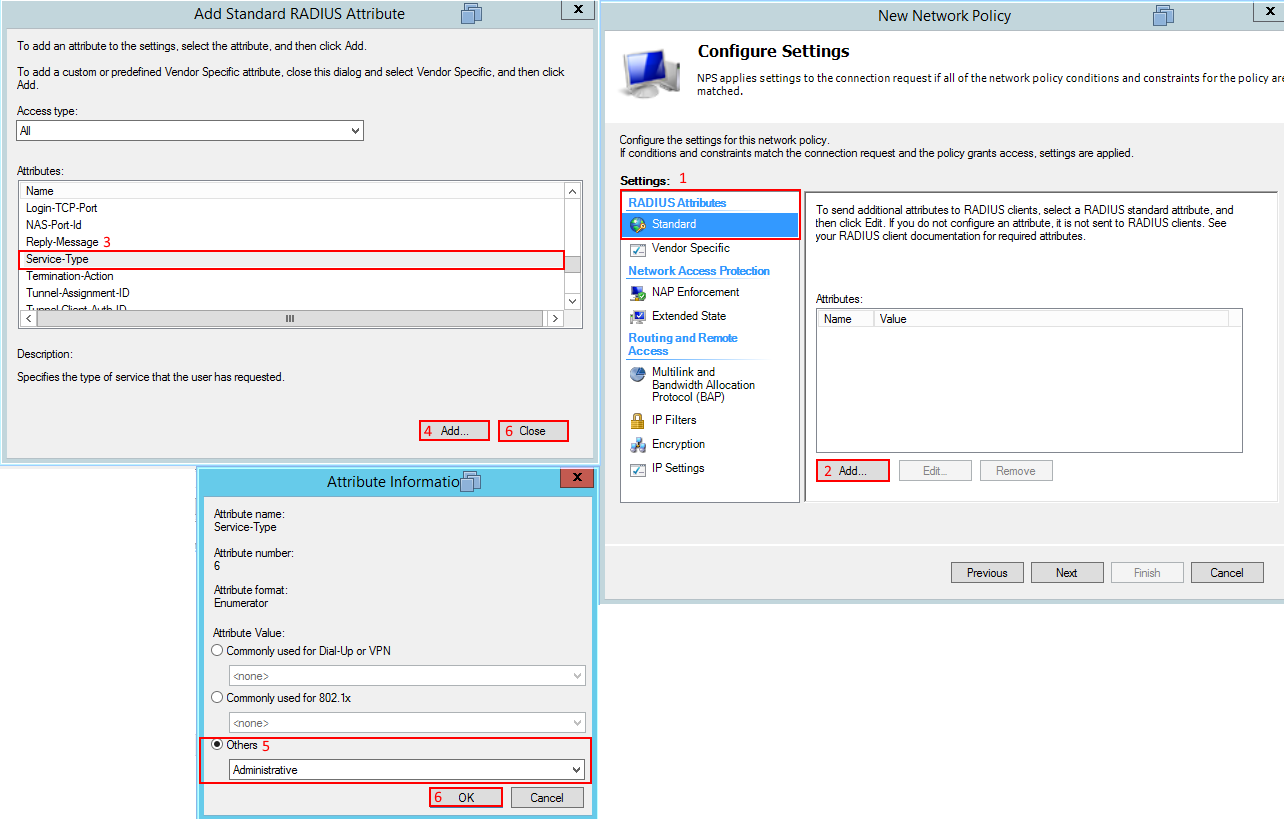 Add Standard RADIUS Attribute
x
To add an attribute to the settings, select the attribute, and then click Add.
To add a custom or predefined Vendor Specific attribute, close this dialog and select Vendor Specific, and then click
Add.
Access type:
All
Attributes:
Name
Login-TCP-Port
NAS-Port-Id
Reply-Message 3
Service-Type
Termination-Action
Tunnel-Assignment-ID
Tunnel-Client-Auth-ID
Description:
Specifies the type of service that the user has requested.
4 Add...
6 Close
New Network Policy
x
Configure Settings
NPS applies settings to the connection request if all of the network policy conditions and constraints for the policy are
matched.
Configure the settings for this network policy.
If conditions and constraints match the connection request and the policy grants access, settings are applied.
Settings: 1
RADIUS Attributes
Standard
Vendor Specific
Network Access Protection
NAP Enforcement
Extended State
Routing and Remote
Access
Multilink and
Bandwidth Allocation
Protocol (BAP)
IP Filters
Encryption
IP Settings
To send additional attributes to RADIUS clients, select a RADIUS standard attribute, and
then click Edit. If you do not configure an attribute, it is not sent to RADIUS clients. See
your RADIUS client documentation for required attributes.
Attributes:
Name Value
2 Add...
Edit...
Remove
Previous
Next
Finish
Cancel
Attribute Informatio
x
Attribute name:
Service-Type
Attribute number:
6
Attribute format:
Enumerator
Attribute Value:
Commonly used for Dial-Up or VPN
<none>
Commonly used for 802.1x
<none>
Others 5
Administrative
6 OK
Cancel